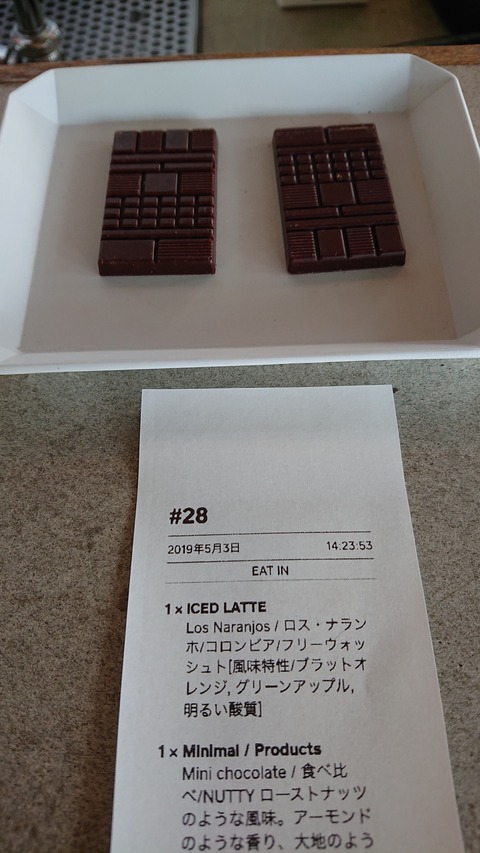 #28
2019年5月3日 14:23:53
EAT IN
1 × ICED LATTE
Los Naranjos / ロス・ナラン
ホ/コロンビア/フリーウォッ
シュト[風味特性/ブラッドオ
レンジ, グリーンアップル,
明るい酸質]
1 × Minimal / Products
Mini chocolate / 食べ比
べ/NUTTY ローストナッツ
のような風味。アーモンド
のような香り、大地のよう